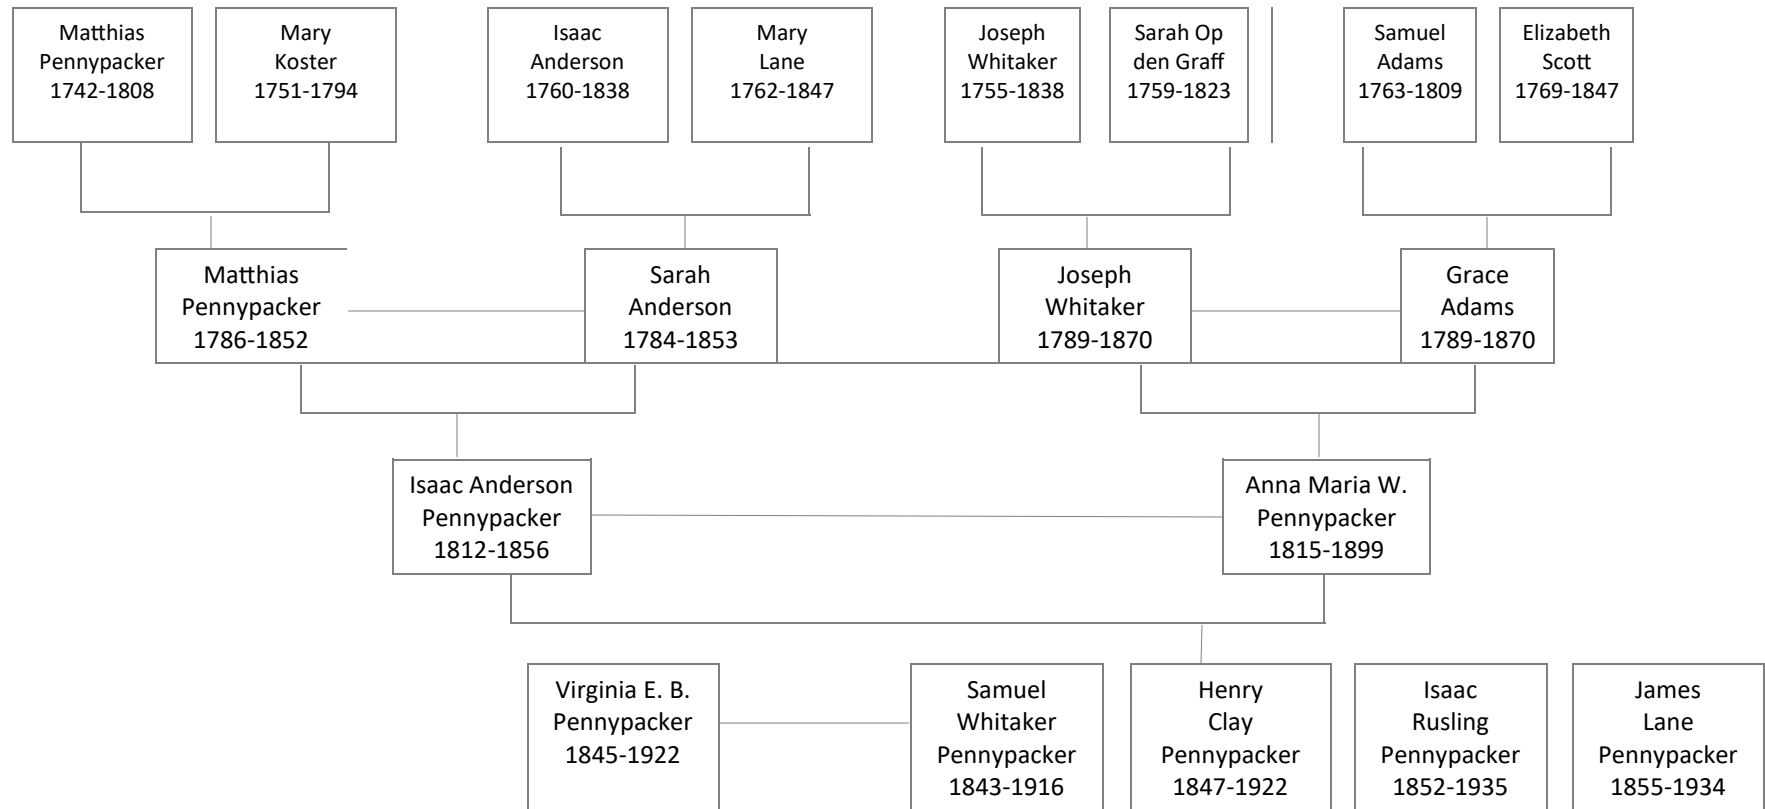 Matthias
Pennypacker
1742-1808
Mary
Koster
1751-1794
Isaac
Anderson
1760-1838
Mary
Lane
1762-1847
Joseph
Whitaker
1755-1838
Sarah Op
den Graff
1759-1823
Samuel
Adams
1763-1809
Elizabeth
Scott
1769-1847
Matthias
Pennypacker
1786-1852
Sarah
Anderson
1784-1853
Joseph
Whitaker
1789-1870
Grace
Adams
1789-1870
Isaac Anderson
Pennypacker
1812-1856
Anna Maria W.
Pennypacker
1815-1899
Virginia E. B.
Pennypacker
1845-1922
Samuel
Whitaker
Pennypacker
1843-1916
Henry
Clay
Pennypacker
1847-1922
Isaac
Rusling
Pennypacker
1852-1935
James
Lane
Pennypacker
1855-1934